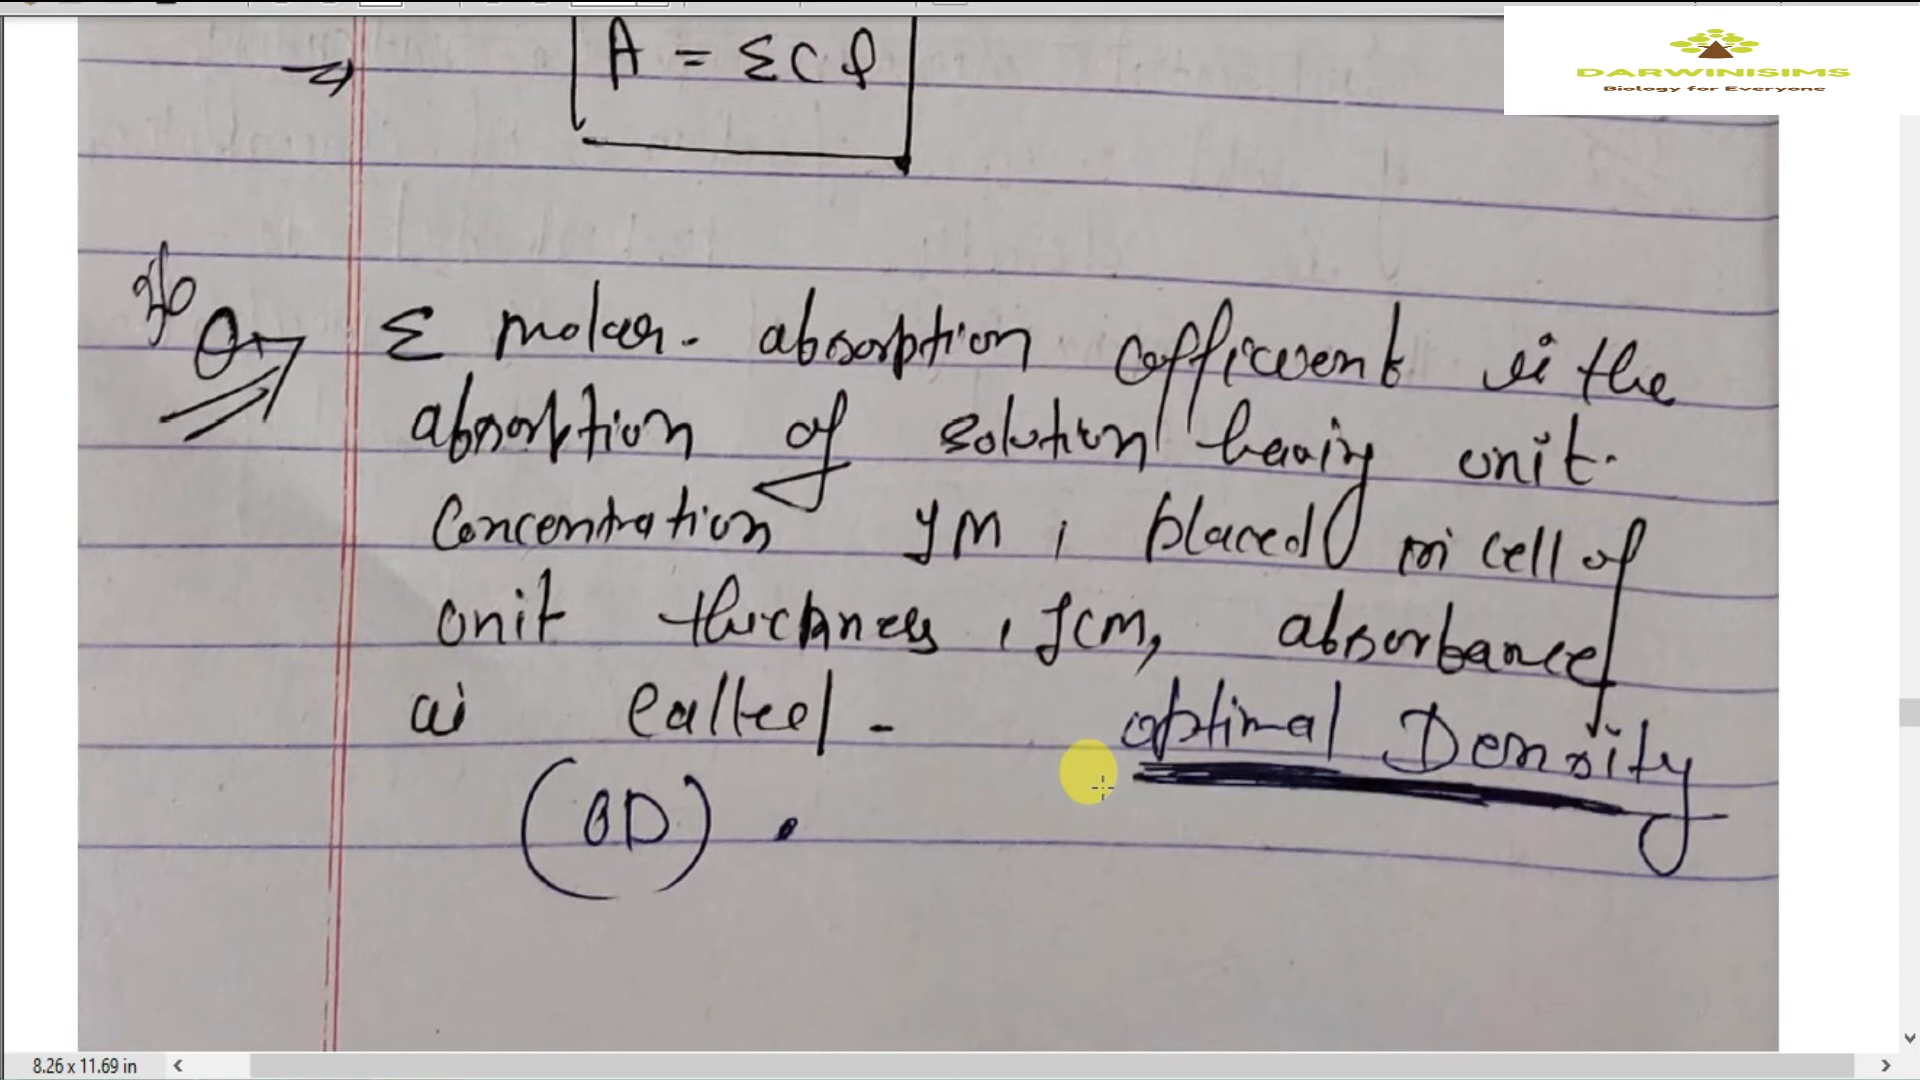 A = εcl
DARWINISIMS
Biology for Everyone
ε molar absorption cofficient is the
absorption of solution having unit
Concentration 1M, placed in cell of
unit thickness, 1cm, absorbance
is called - optimal Density
(OD).
8.26 x 11.69 in